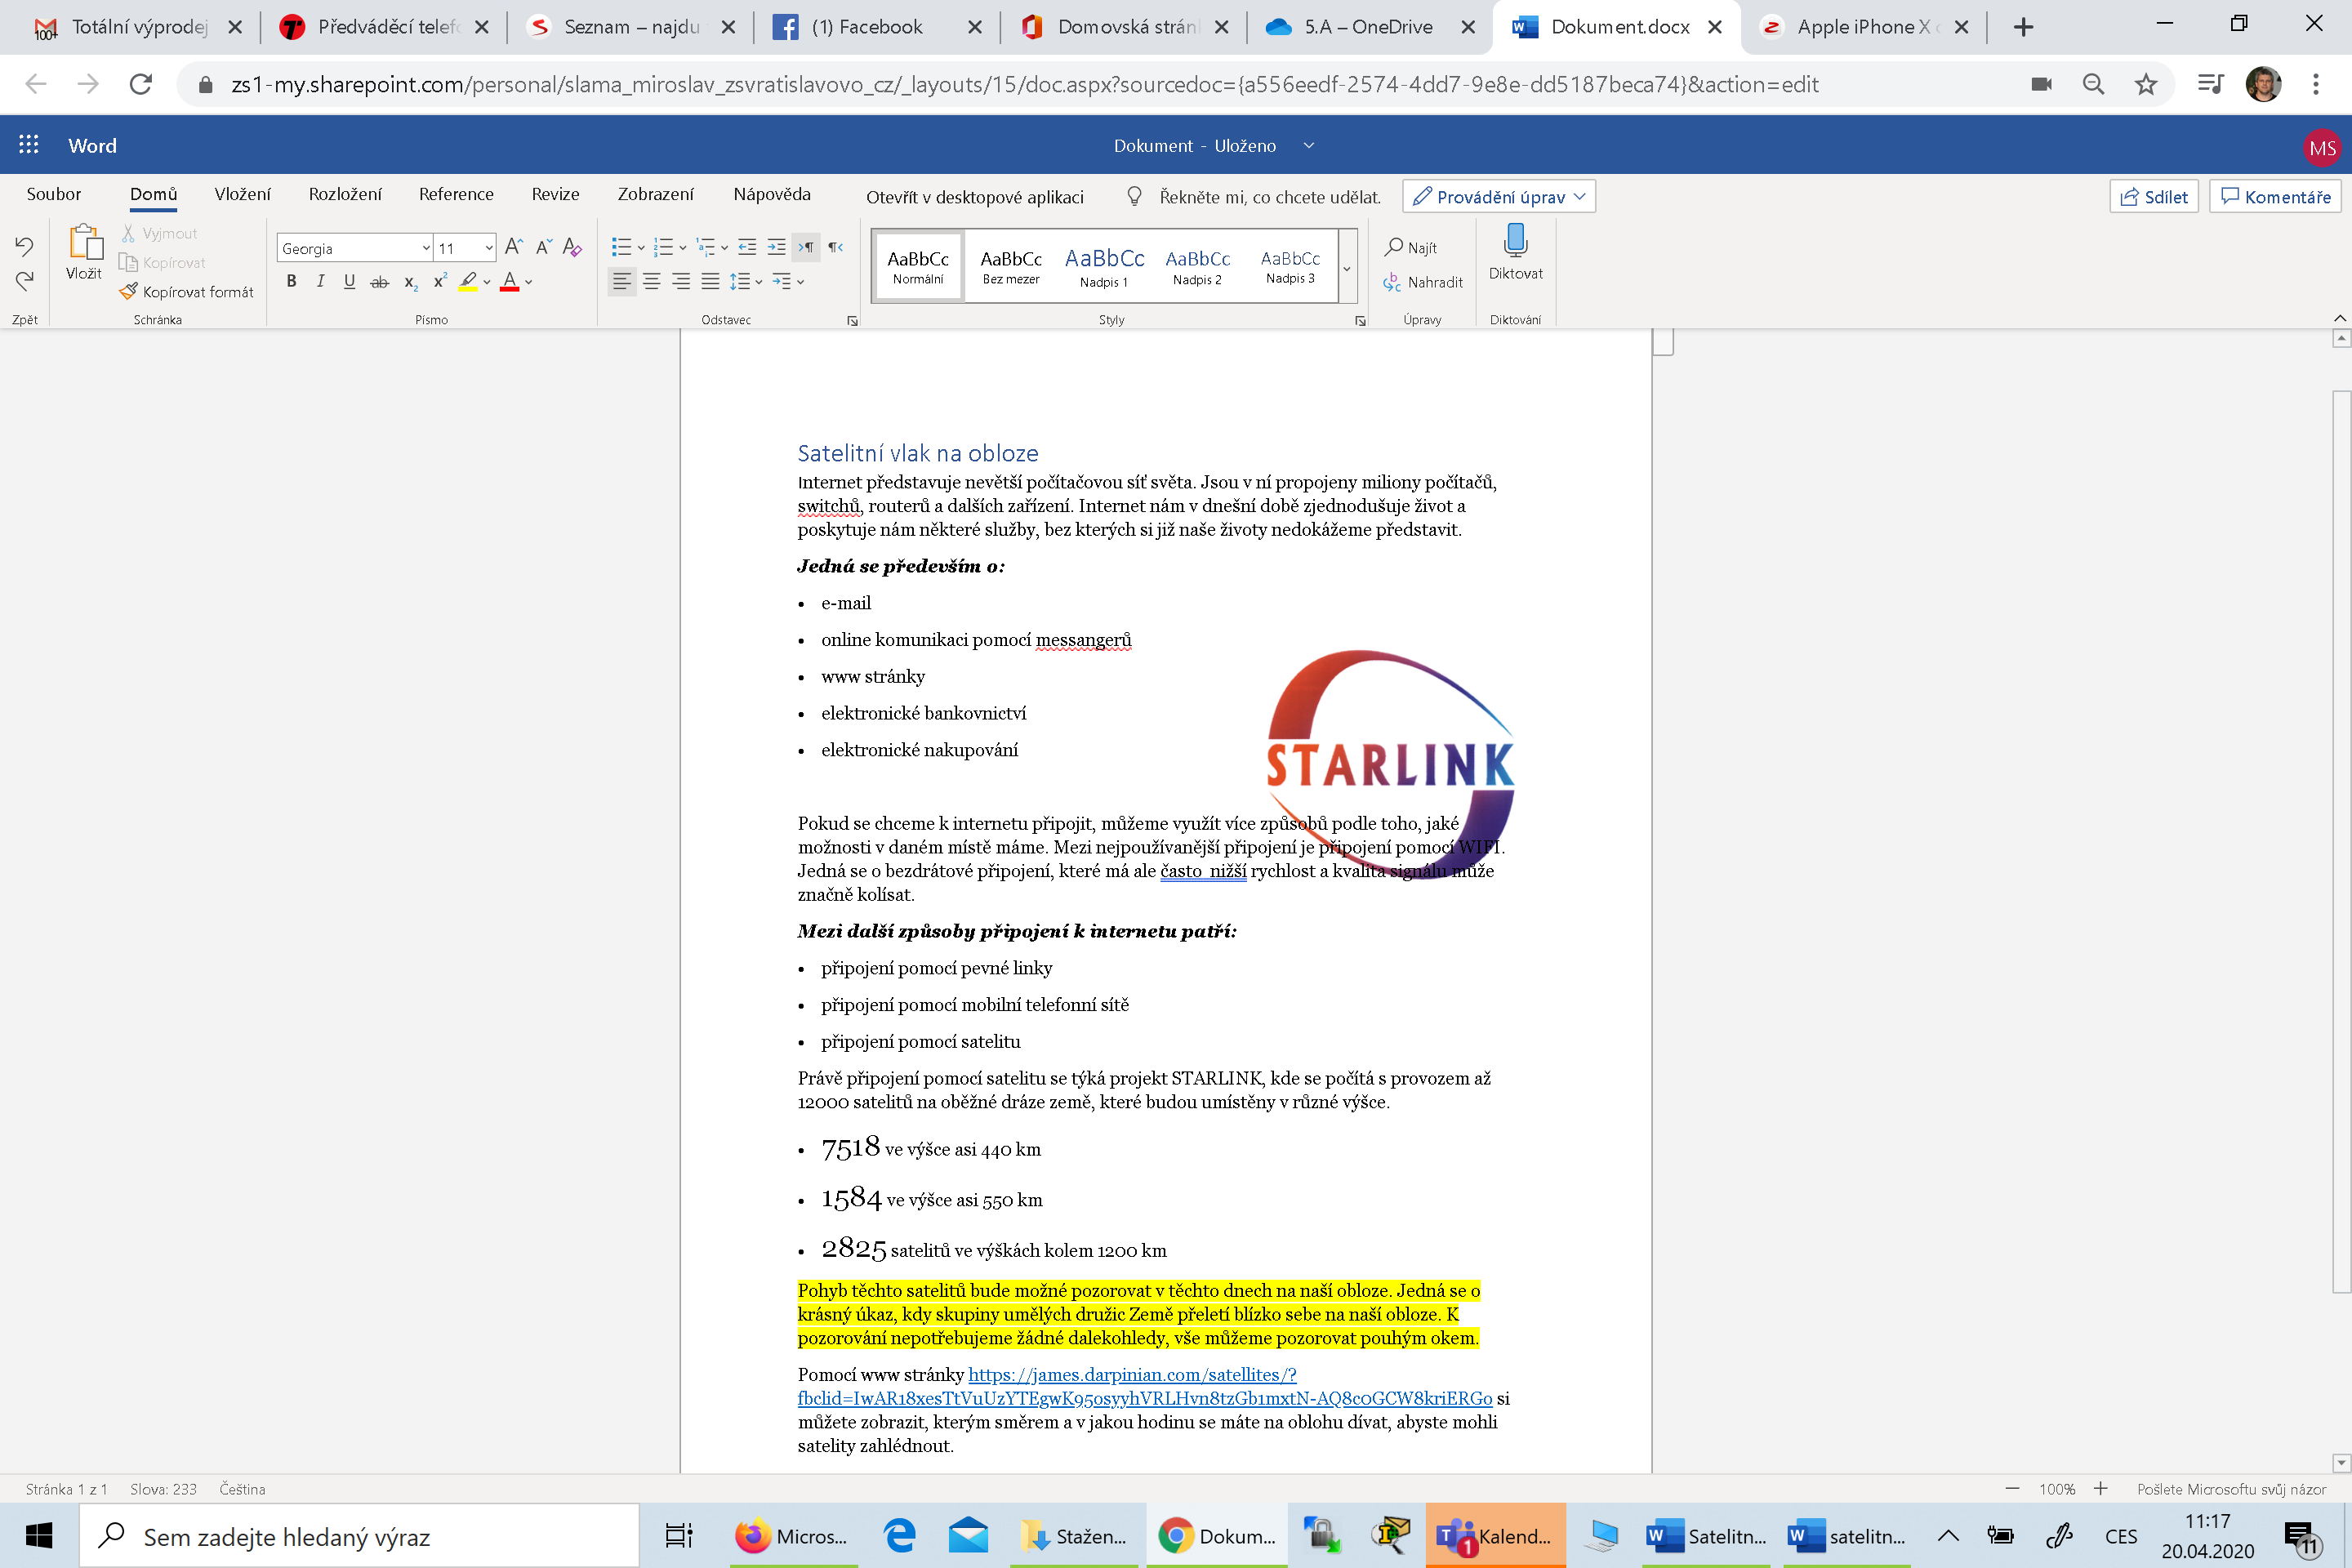 Totální výprodej
Předváděcí telef
Seznam – najdu
(1) Facebook
Domovská strán
5.A – OneDrive
Dokument.docx
Apple iPhone X
zs1-my.sharepoint.com/personal/slama_miroslav_zsvratislavovo_cz/_layouts/15/doc.aspx?sourcedoc={a556eedf-2574-4dd7-9e8e-dd5187beca74}&action=edit
Word
Dokument - Uloženo
MS
Soubor Domů Vložení Rozložení Reference Revize Zobrazení Nápověda Otevřít v desktopové aplikaci Řekněte mi, co chcete udělat. Provádění úprav Sdílet Komentáře
Vložit
Vyjmout
Kopírovat
Kopírovat formát
Georgia 11
AaBbCc AaBbCc AaBbCc AaBbCc AaBbCc
Normální Bez mezer Nadpis 1 Nadpis 2 Nadpis 3
Najít
Nahradit
Diktovat
Zpět Schránka Písmo Odstavec Styly Úpravy Diktování
Satelitní vlak na obloze
Internet představuje nevětší počítačovou síť světa. Jsou v ní propojeny miliony počítačů,
switchů, routerů a dalších zařízení. Internet nám v dnešní době zjednodušuje život a
poskytuje nám některé služby, bez kterých si již naše životy nedokážeme představit.
Jedná se především o:
• e-mail
• online komunikaci pomocí messangerů
• www stránky
• elektronické bankovnictví
• elektronické nakupování
STARLINK
Pokud se chceme k internetu připojit, můžeme využít více způsobů podle toho, jaké
možnosti v daném místě máme. Mezi nejpoužívanější připojení je připojení pomocí WIFI.
Jedná se o bezdrátové připojení, které má ale často  nižší rychlost a kvalita signálu může
značně kolísat.
Mezi další způsoby připojení k internetu patří:
• připojení pomocí pevné linky
• připojení pomocí mobilní telefonní sítě
• připojení pomocí satelitu
Právě připojení pomocí satelitu se týká projekt STARLINK, kde se počítá s provozem až
12000 satelitů na oběžné dráze země, které budou umístěny v různé výšce.
• 7518 ve výšce asi 440 km
• 1584 ve výšce asi 550 km
• 2825 satelitů ve výškách kolem 1200 km
Pohyb těchto satelitů bude možné pozorovat v těchto dnech na naší obloze. Jedná se o
krásný úkaz, kdy skupiny umělých družic Země přeletí blízko sebe na naší obloze. K
pozorování nepotřebujeme žádné dalekohledy, vše můžeme pozorovat pouhým okem.
Pomocí www stránky https://james.darpinian.com/satellites/?
fbclid=IwAR18xesTtVuUzYTEgwK950syyhVRLHvn8tzGb1mxtN-AQ8c0GCW8kriERGo si
můžete zobrazit, kterým směrem a v jakou hodinu se máte na oblohu dívat, abyste mohli
satelity zahlédnout.
Stránka 1 z 1 Slova: 233 Čeština 100% Pošlete Microsoftu svůj názor
Sem zadejte hledaný výraz
Micros...
Stažen...
Dokum...
Kalend...
Satelitn...
satelitn...
CES
11:17
20.04.2020
11